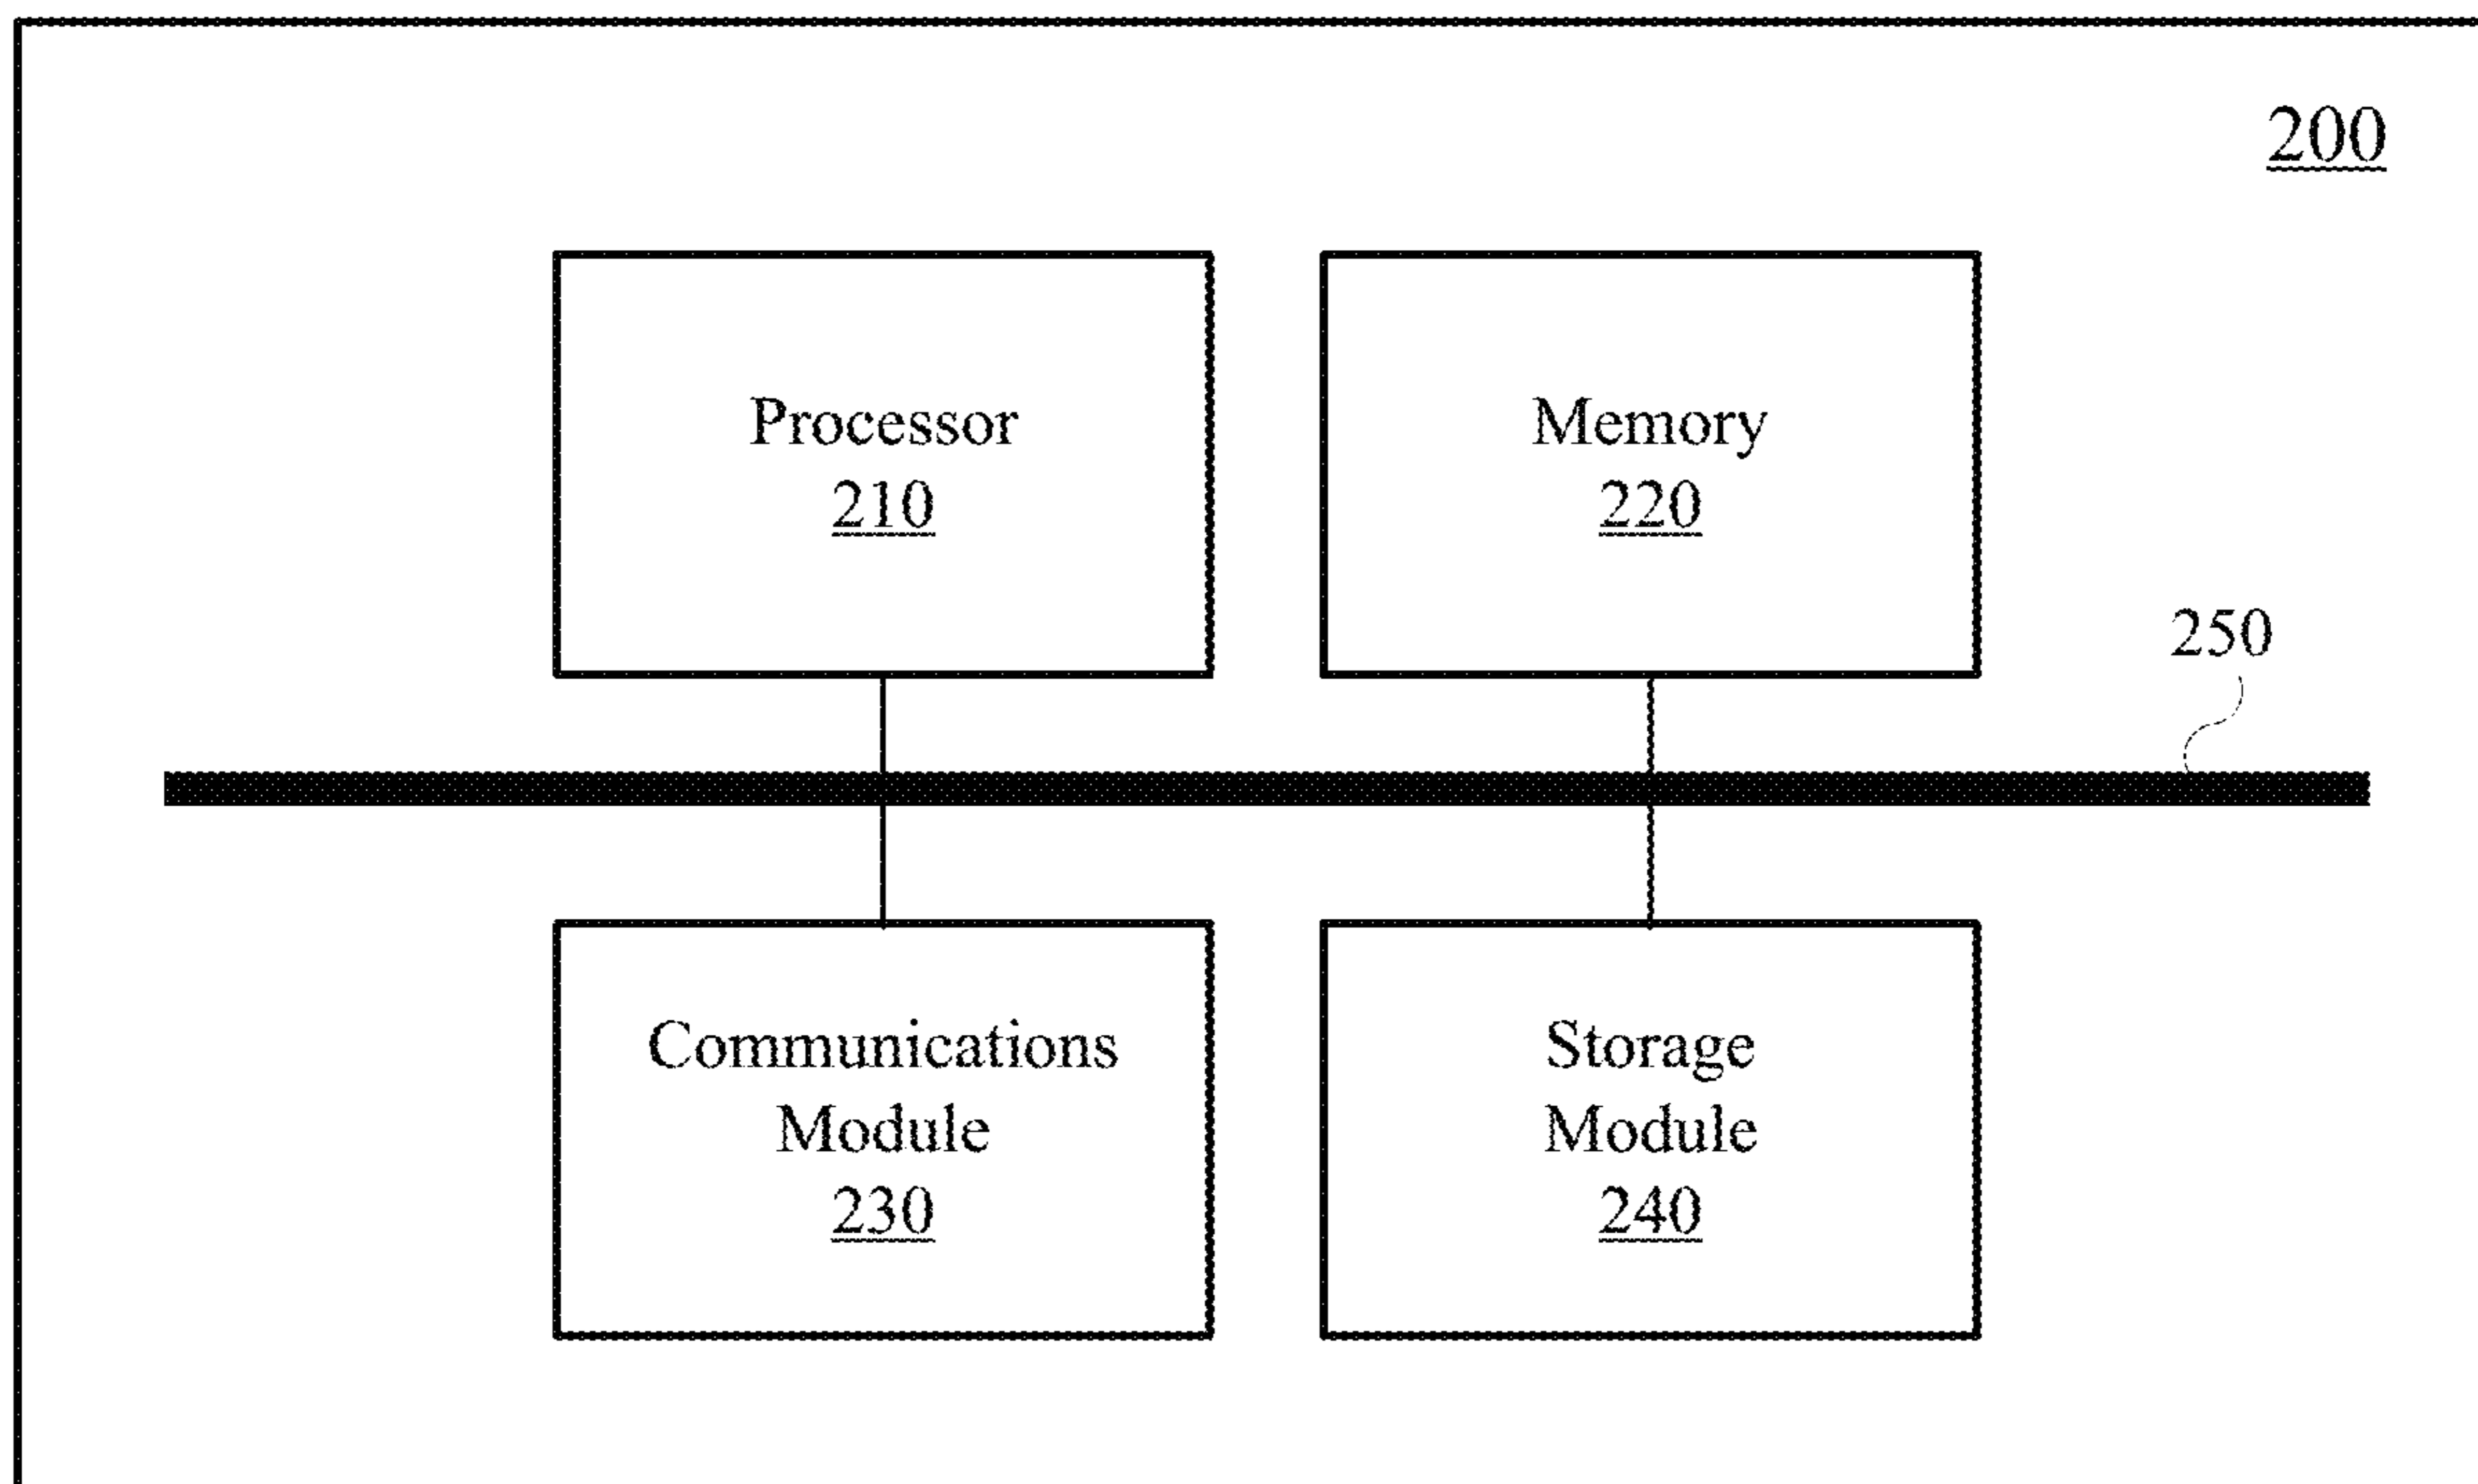 200
Processor
210
Memory
220
250
Communications
Module
230
Storage
Module
240